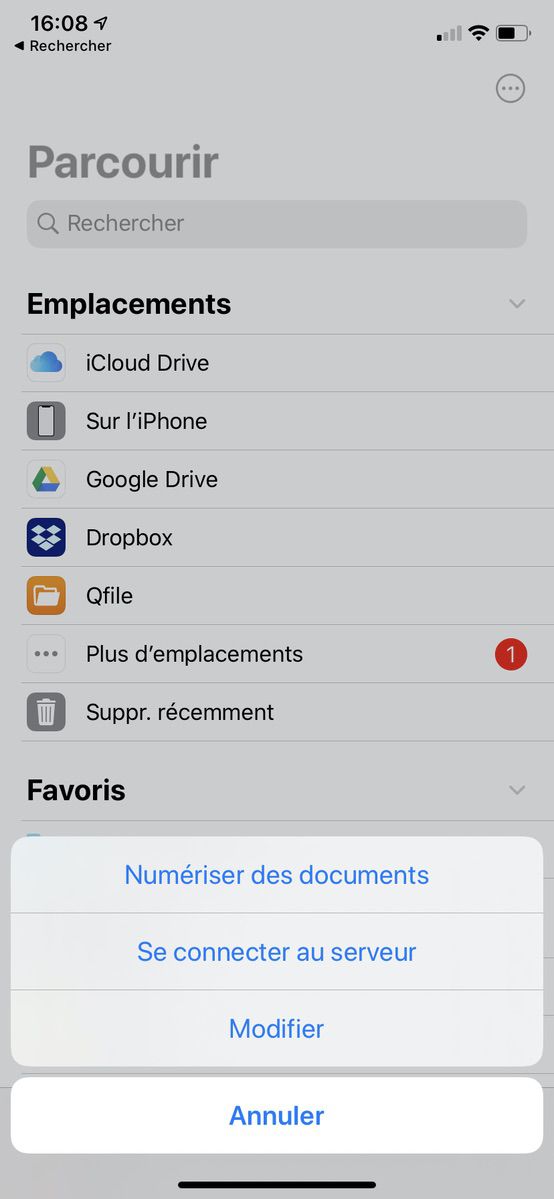 16:08
Rechercher
Parcourir
Rechercher
Emplacements
iCloud Drive
Sur l’iPhone
Google Drive
Dropbox
Qfile
Plus d’emplacements 1
Suppr. récemment
Favoris
Numériser des documents
Se connecter au serveur
Modifier
Annuler